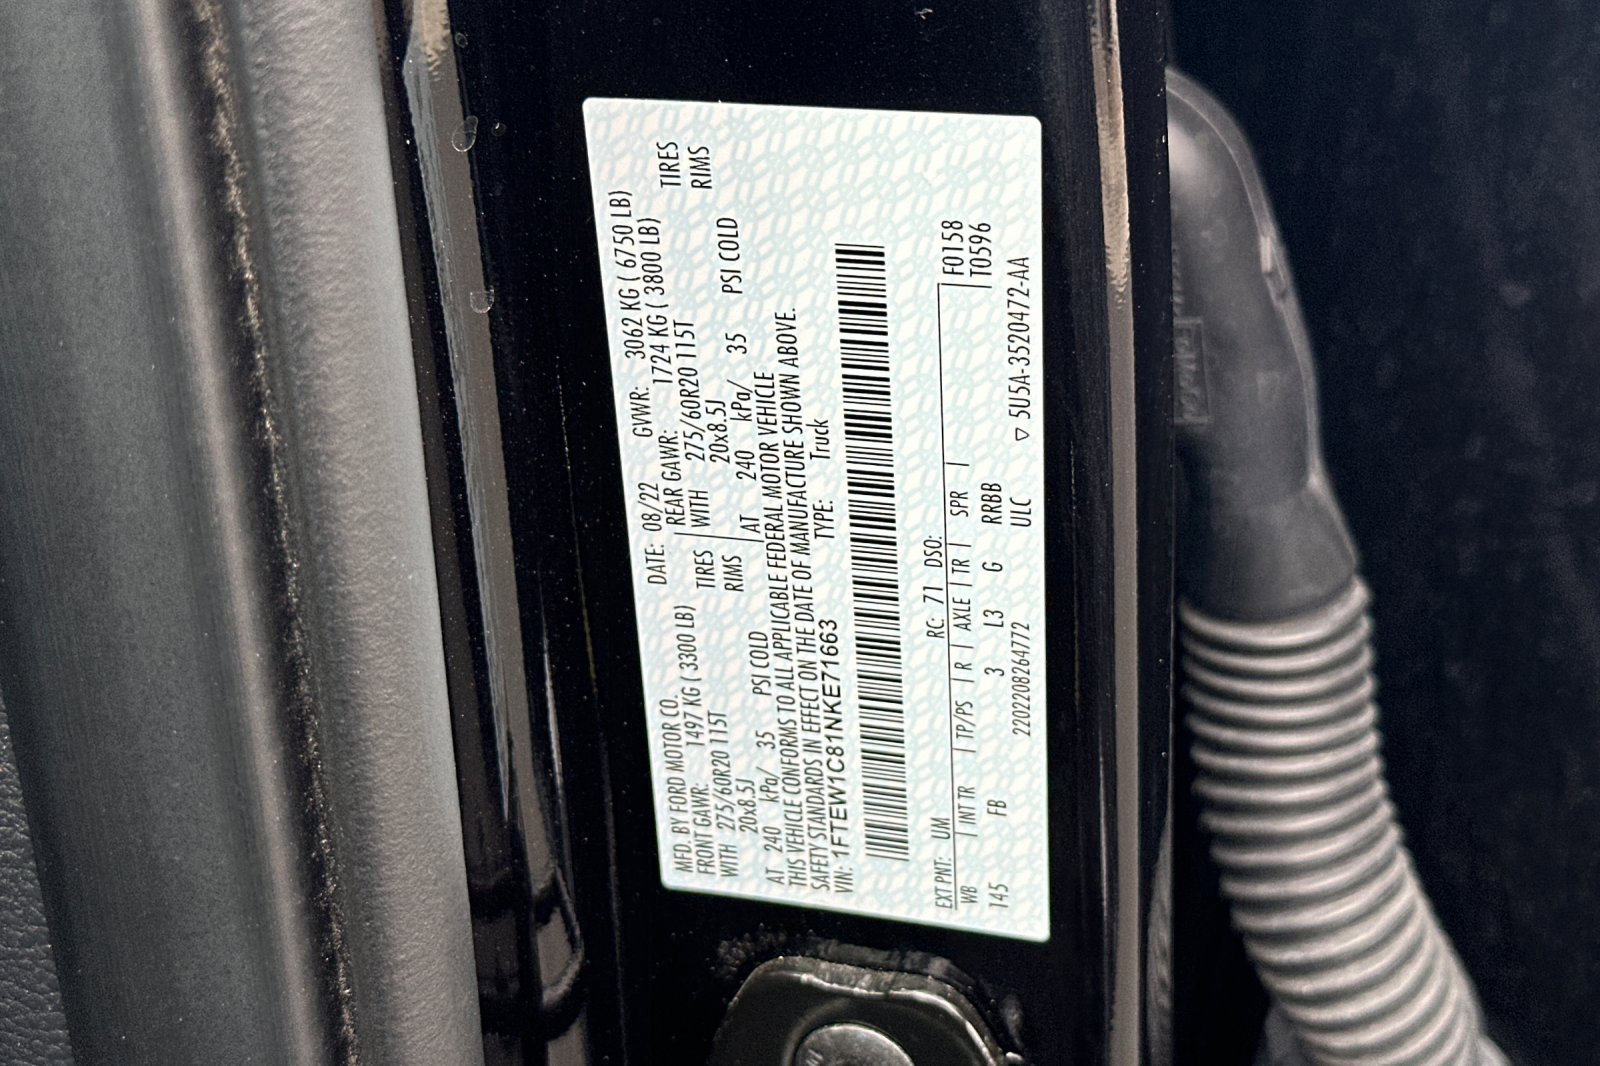 MFD. BY FORD MOTOR CO.
DATE: 08/22 GVWR: 3062 KG ( 6750 LB)
FRONT GAWR: 1497 KG ( 3300 LB)
REAR GAWR: 1724 KG ( 3800 LB)
WITH 275/60R20 115T TIRES
WITH 275/60R20 115T TIRES
20x8.5J RIMS
20x8.5J RIMS
AT 240 kPa/ 35 PSI COLD
AT 240 kPa/ 35 PSI COLD
THIS VEHICLE CONFORMS TO ALL APPLICABLE FEDERAL MOTOR VEHICLE
SAFETY STANDARDS IN EFFECT ON THE DATE OF MANUFACTURE SHOWN ABOVE.
VIN: 1FTEW1C81NKE71663 TYPE: Truck
EXT PNT: UM RC: 71 DSO: F0158
WB | INT TR | TP/PS | R | AXLE | TR | SPR | T0596
145 FB 3 L3 G RRBB
2202208264772 ULC ▽ 5U5A-3520472-AA